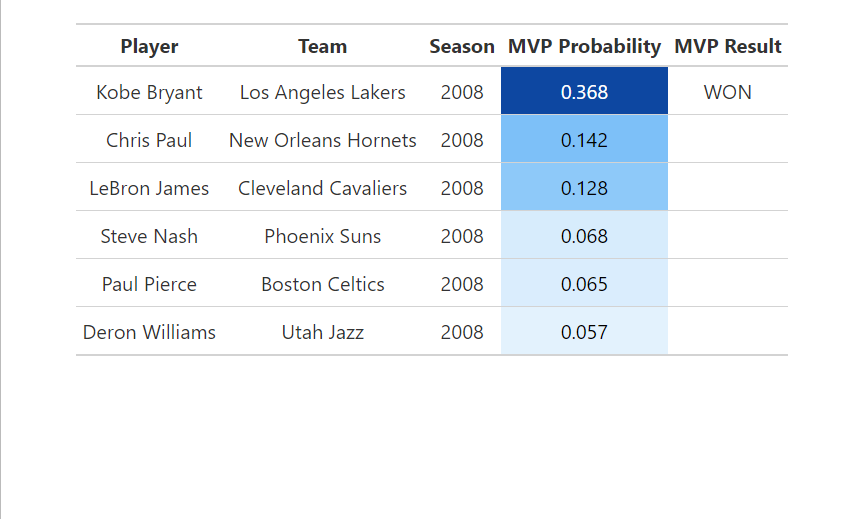 Player Team Season MVP Probability MVP Result
Kobe Bryant Los Angeles Lakers 2008 0.368 WON
Chris Paul New Orleans Hornets 2008 0.142
LeBron James Cleveland Cavaliers 2008 0.128
Steve Nash Phoenix Suns 2008 0.068
Paul Pierce Boston Celtics 2008 0.065
Deron Williams Utah Jazz 2008 0.057